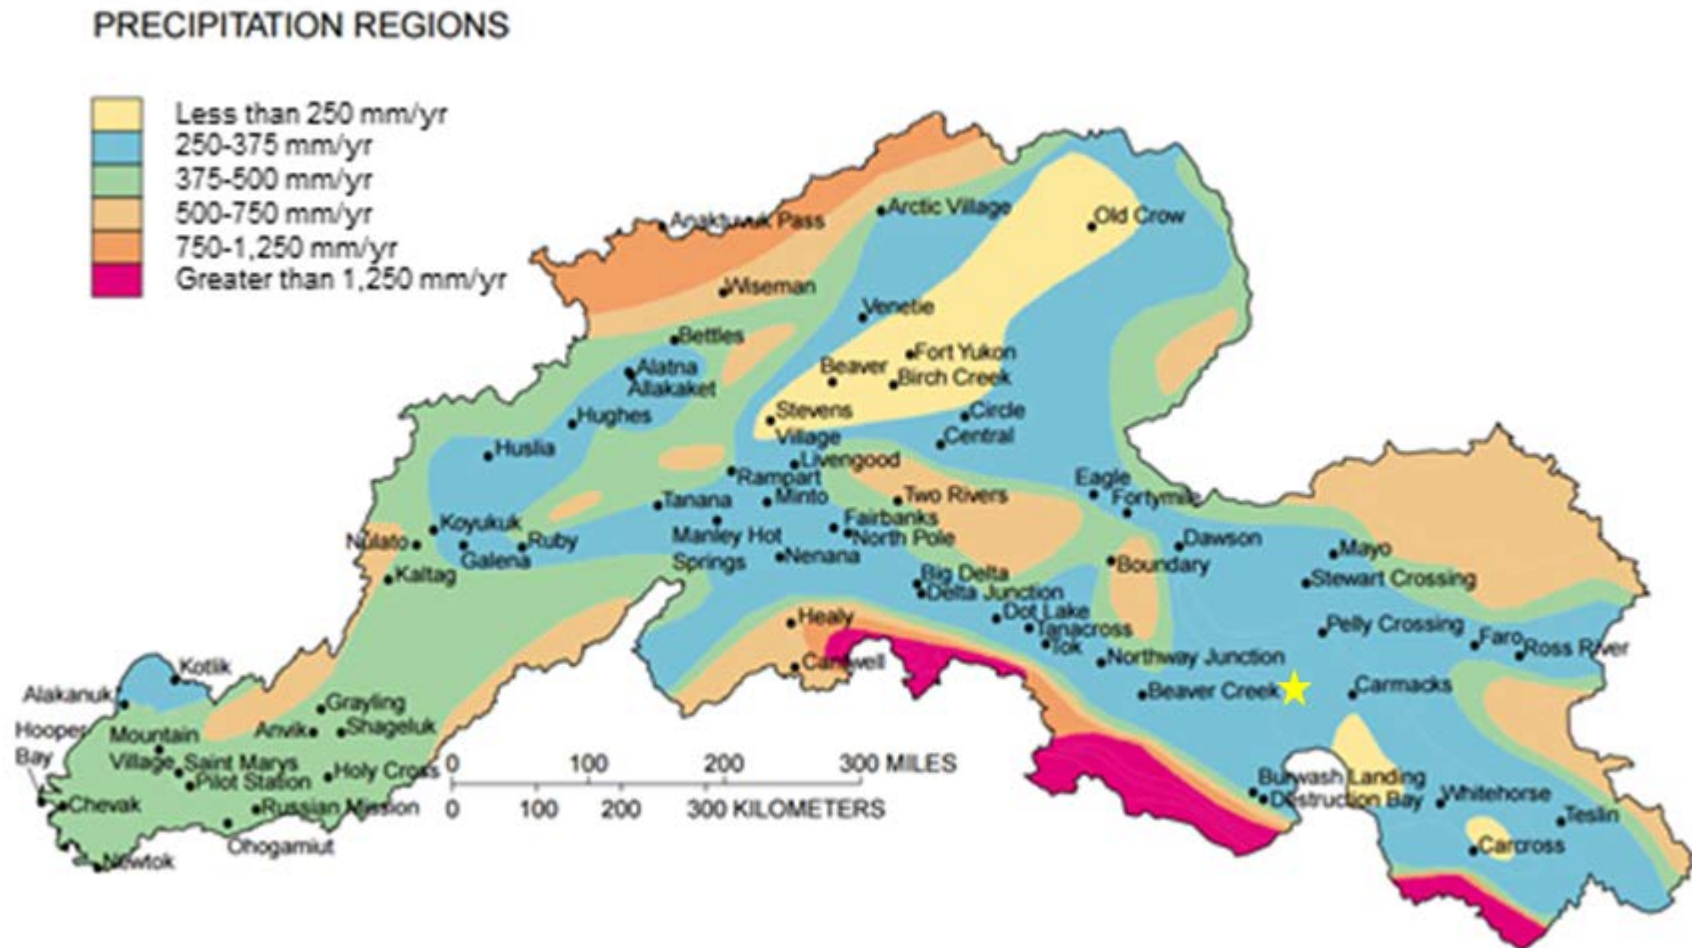 PRECIPITATION REGIONS
Less than 250 mm/yr
250-375 mm/yr
375-500 mm/yr
500-750 mm/yr
750-1,250 mm/yr
Greater than 1,250 mm/yr
Anaktuvuk Pass
Arctic Village
Old Crow
Wiseman
Venetie
Bettles
Fort Yukon
Alatna
Beaver
Birch Creek
Allakaket
Hughes
Stevens
Village
Circle
Central
Huslia
Livengood
Rampart
Eagle
Tanana
Minto
Two Rivers
Fortymile
Koyukuk
Fairbanks
Nulato
Ruby
Manley Hot
Springs
North Pole
Dawson
Mayo
Galena
Nenana
Boundary
Kaltag
Big Delta
Delta Junction
Stewart Crossing
Dot Lake
Healy
Tanacross
Pelly Crossing
Tok
Faro
Ross River
Cantwell
Northway Junction
Kotlik
Beaver Creek
Carmacks
Alakanuk
Grayling
Hooper
Bay
Mountain
Village
Anvik
Shageluk
Saint Marys
Holy Cross
Pilot Station
0 100 200 300 MILES
0 100 200 300 KILOMETERS
Burwash Landing
Destruction Bay
Whitehorse
Chevak
Russian Mission
Teslin
Ohogamiut
Carcross
Newtok